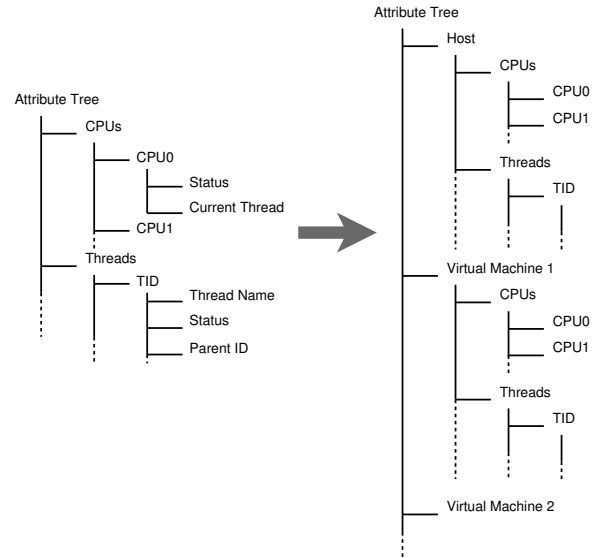 Attribute Tree
CPUs
CPU0
Status
Current Thread
CPU1
Threads
TID
Thread Name
Status
Parent ID
Attribute Tree
Host
CPUs
CPU0
CPU1
Threads
TID
Virtual Machine 1
CPUs
CPU0
CPU1
Threads
TID
Virtual Machine 2